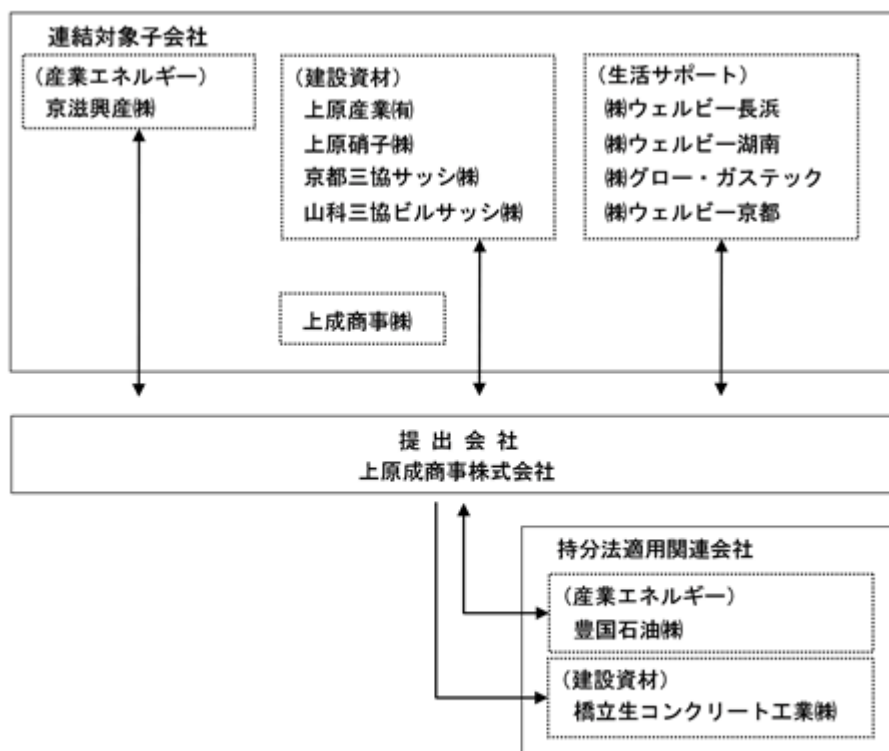 連結対象子会社
(産業エネルギー)
京滋興産㈱
(建設資材)
上原産業㈲
上原硝子㈱
京都三協サッシ㈱
山科三協ビルサッシ㈱
(生活サポート)
㈱ウェルビー長浜
㈱ウェルビー湖南
㈱グロー・ガステック
㈱ウェルビー京都
上成商事㈱
提出会社
上原成商事株式会社
持分法適用関連会社
(産業エネルギー)
豊国石油㈱
(建設資材)
橋立生コンクリート工業㈱